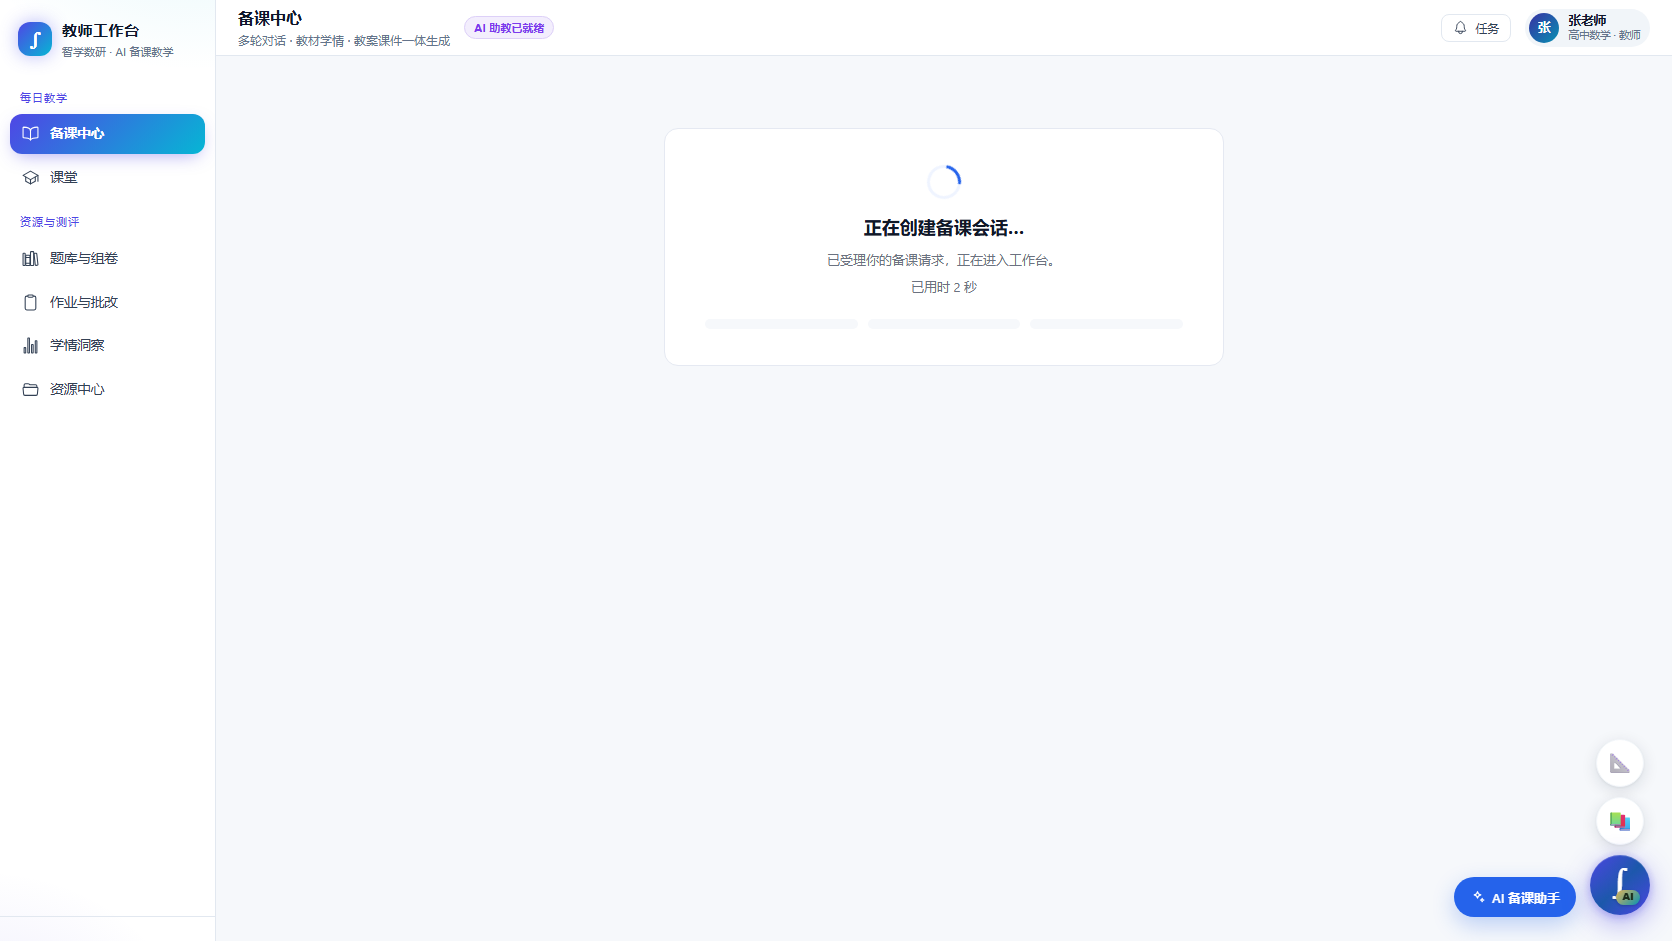 教师工作台
智学数研 · AI 备课教学
每日教学
备课中心
课堂
资源与测评
题库与组卷
作业与批改
学情洞察
资源中心
备课中心
多轮对话 · 教材学情 · 教案课件一体生成
AI 助教已就绪
任务
张
张老师
高中数学 · 教师
正在创建备课会话...
已受理你的备课请求，正在进入工作台。
已用时 2 秒
AI 备课助手
AI